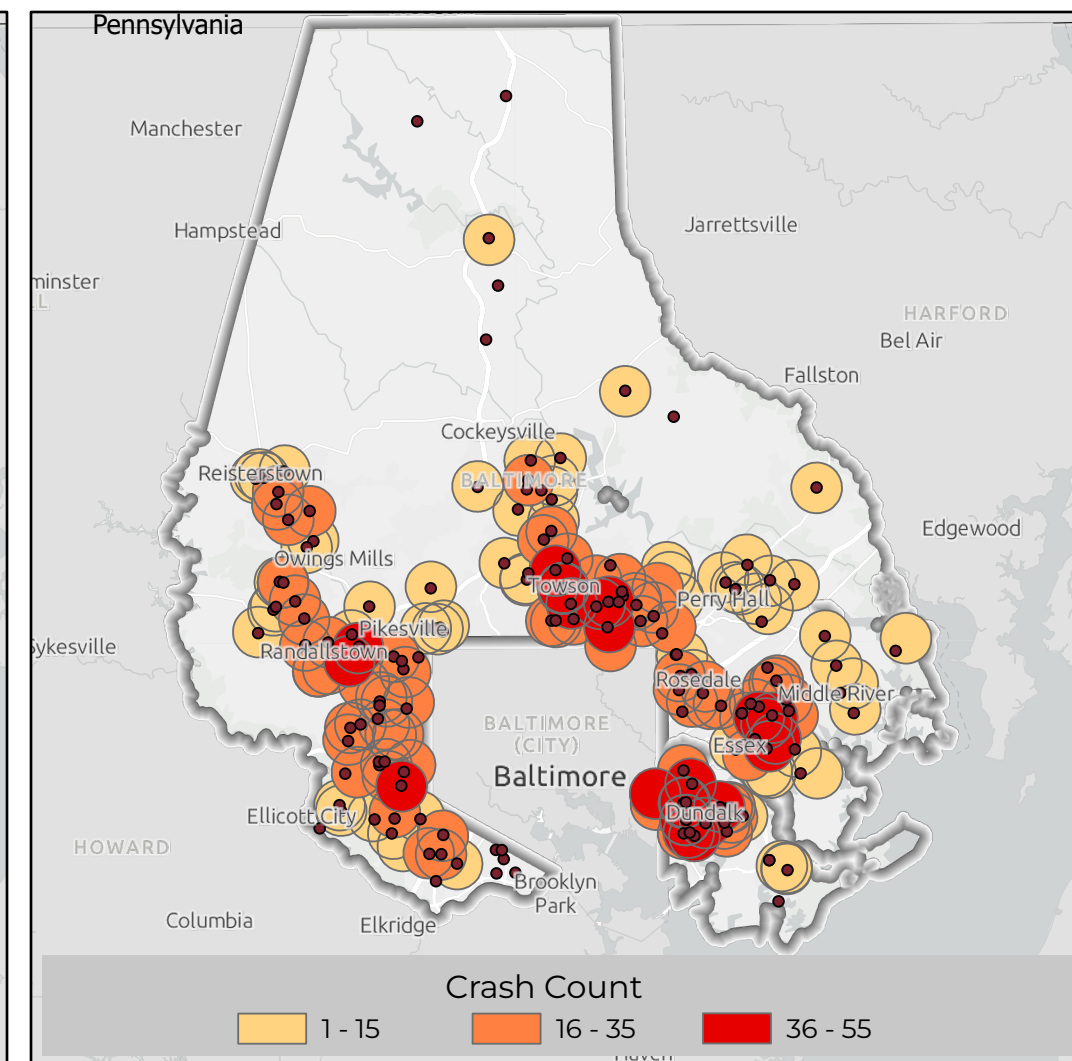 Pennsylvania
Manchester
Hampstead
Jarrettsville
minster
HARFORD
Bel Air
Fallston
Cockeysville
Reisterstown
BALTIMORE
Edgewood
Owings Mills
Towson
Perry Hall
Pikesville
Sykesville
Randallstown
Rosedale
Middle River
BALTIMORE
(CITY)
Essex
Baltimore
Dundalk
Ellicott City
HOWARD
Brooklyn
Park
Columbia
Elkridge
Crash Count
1 - 15
16 - 35
36 - 55